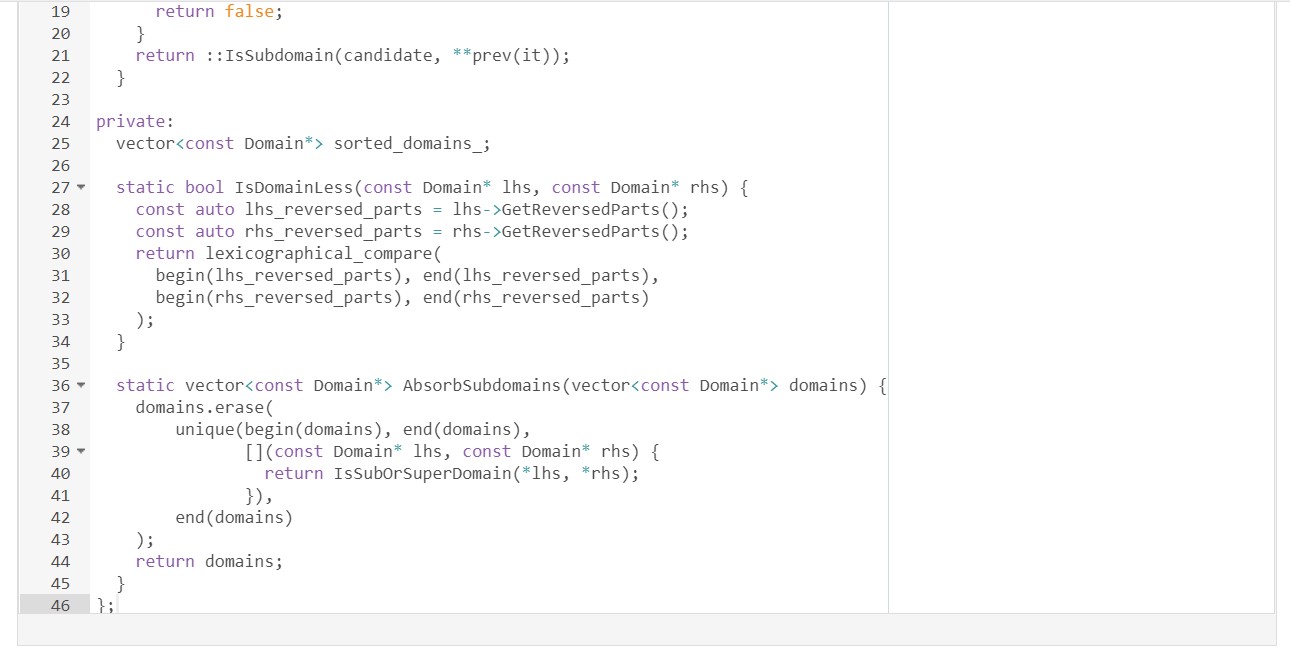 19 return false;
20 }
21 return ::IsSubdomain(candidate, **prev(it));
22 }
23
24 private:
25 vector<const Domain*> sorted_domains_;
26
27 static bool IsDomainLess(const Domain* lhs, const Domain* rhs) {
28 const auto lhs_reversed_parts = lhs->GetReversedParts();
29 const auto rhs_reversed_parts = rhs->GetReversedParts();
30 return lexicographical_compare(
31 begin(lhs_reversed_parts), end(lhs_reversed_parts),
32 begin(rhs_reversed_parts), end(rhs_reversed_parts)
33 );
34 }
35
36 static vector<const Domain*> AbsorbSubdomains(vector<const Domain*> domains) {
37 domains.erase(
38 unique(begin(domains), end(domains),
39 [](const Domain* lhs, const Domain* rhs) {
40 return IsSubOrSuperDomain(*lhs, *rhs);
41 }),
42 end(domains)
43 );
44 return domains;
45 }
46 };